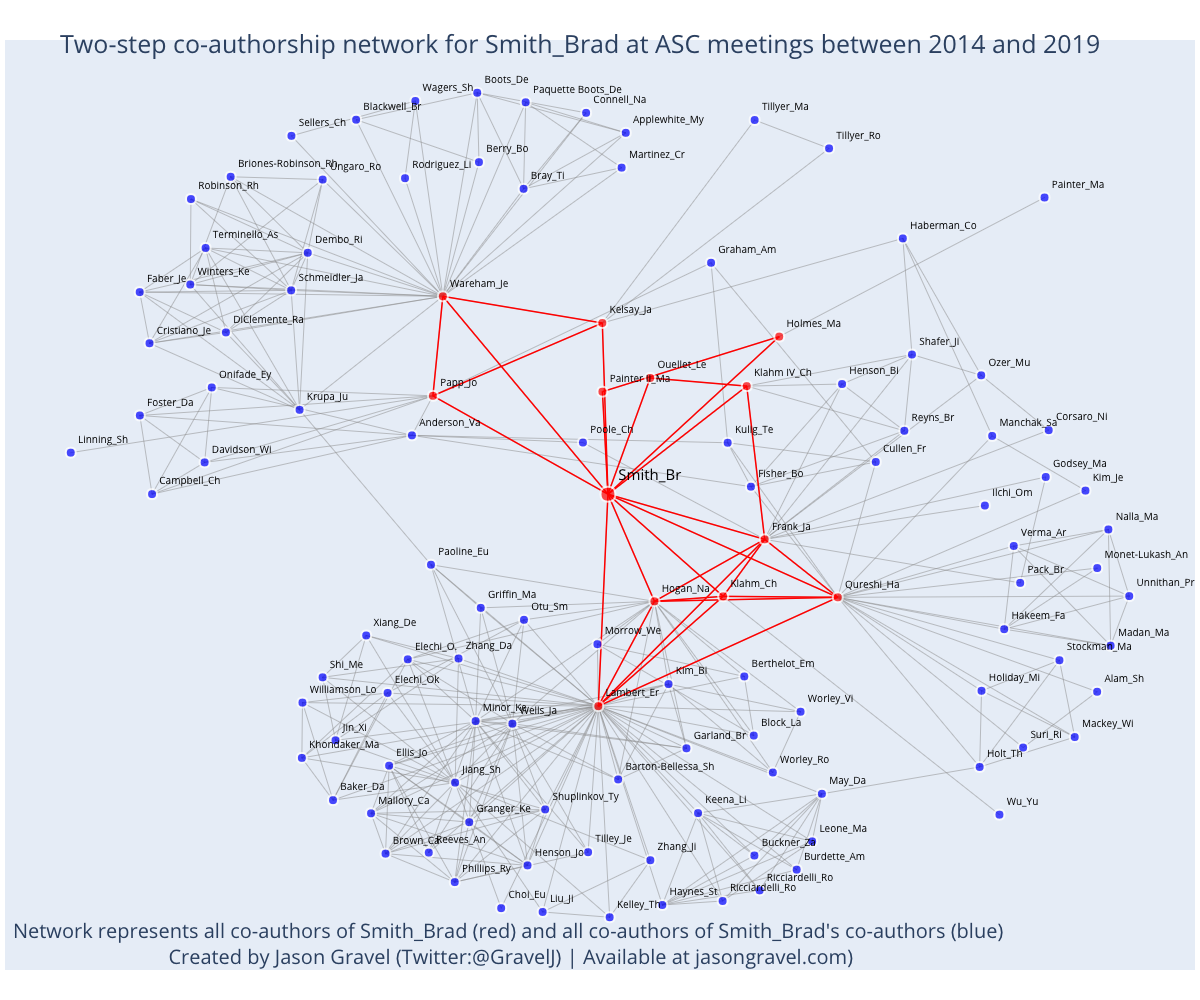 Two-step co-authorship network for Smith_Brad at ASC meetings between 2014 and 2019
Boots_De
Wagers_Sh
Paquette Boots_De
Connell_Na
Blackwell_Br
Tillyer_Ma
Sellers_Ch
Applewhite_My
Tillyer_Ro
Berry_Bo
Martinez_Cr
Briones-Robinson_Rh
Ungaro_Ro
Rodriguez_Li
Bray_Ti
Robinson_Rh
Painter_Ma
Haberman_Co
Terminello_As
Dembo_Ri
Graham_Am
Faber_Je
Winters_Ke
Schmeidler_Ja
Wareham_Je
Kelsay_Ja
Holmes_Ma
DiClemente_Ra
Cristiano_Je
Shafer_Ji
Ouellet_Le
Ozer_Mu
Onifade_Ey
Papp_Jo
Painter II_Ma
Klahm IV_Ch
Henson_Bi
Foster_Da
Krupa_Ju
Corsaro_Ni
Anderson_Va
Poole_Ch
Kulig_Te
Reyns_Br
Manchak_Sa
Linning_Sh
Davidson_Wi
Cullen_Fr
Campbell_Ch
Smith_Br
Fisher_Bo
Godsey_Ma
Kim_Je
Ilchi_Om
Frank_Ja
Verma_Ar
Nalla_Ma
Paoline_Eu
Monet-Lukash_An
Hogan_Na
Klahm_Ch
Qureshi_Ha
Pack_Br
Unnithan_Pr
Griffin_Ma
Otu_Sm
Hakeem_Fa
Xiang_De
Morrow_We
Madan_Ma
Elechi_O.
Zhang_Da
Stockman_Ma
Shi_Me
Elechi_Ok
Kim_Bi
Berthelot_Em
Holiday_Mi
Alam_Sh
Williamson_Lo
Minor_Ke
Wells_Ja
Lambert_Er
Worley_Vi
Jin_Xi
Block_La
Mackey_Wi
Khondaker_Ma
Garland_Br
Suri_Ri
Ellis_Jo
Jiang_Sh
Barton-Bellessa_Sh
Worley_Ro
Holt_Th
Baker_Da
May_Da
Mallory_Ca
Granger_Ke
Shuplinkov_Ty
Keena_Li
Wu_Yu
Brown_Ca
Reeves_An
Henson_Jo
Tilley_Je
Zhang_Ji
Buckner_Za
Leone_Ma
Phillips_Ry
Burdette_Am
Ricciardelli_Ro
Choi_Eu
Liu_Ji
Kelley_Th
Haynes_St
Ricciardelli_Ro
Network represents all co-authors of Smith_Brad (red) and all co-authors of Smith_Brad's co-authors (blue)
Created by Jason Gravel (Twitter:@GravelJ) | Available at jasongravel.com)